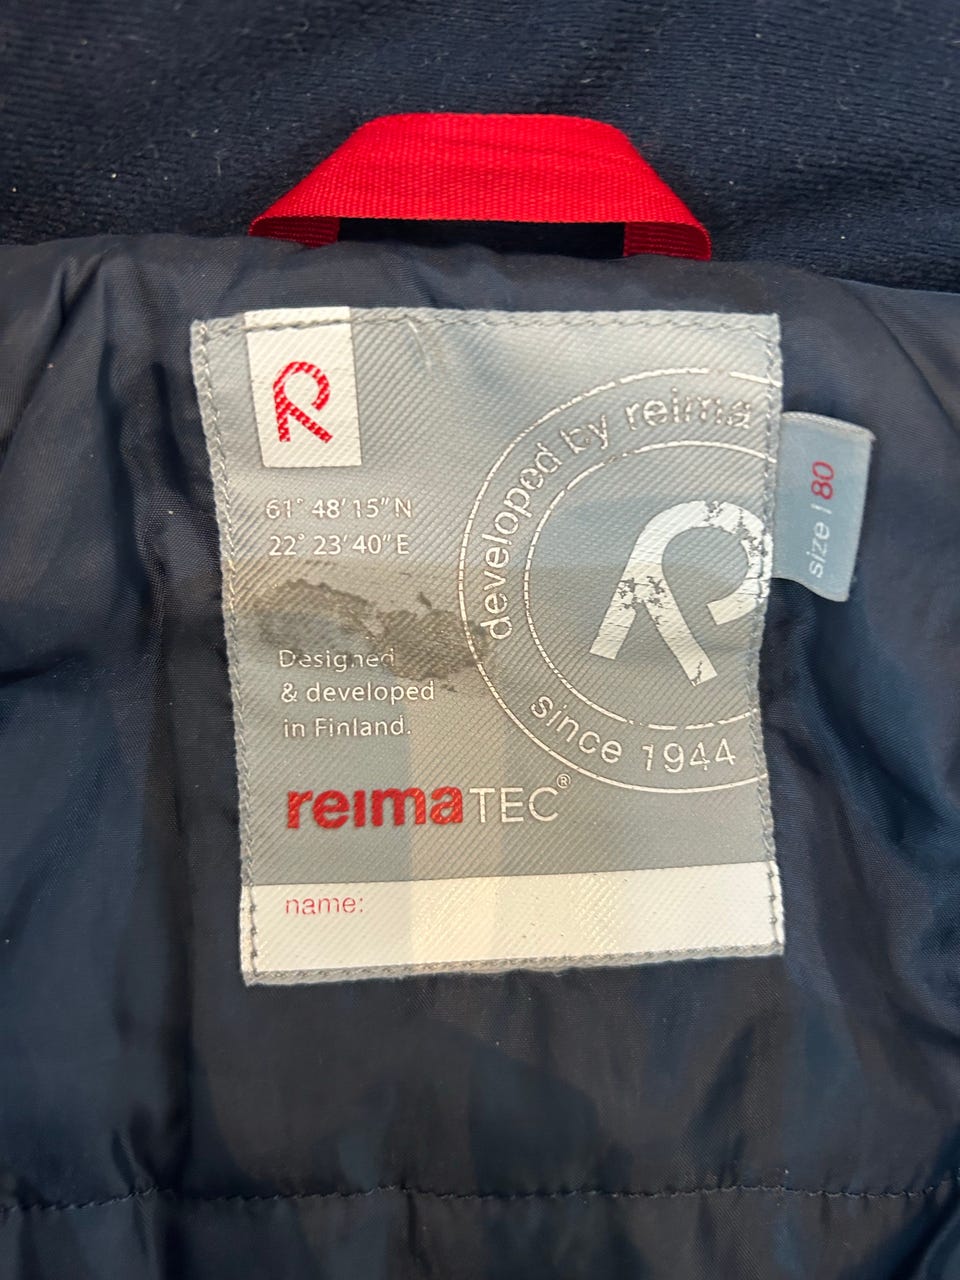 61° 48′ 15″ N
22° 23′ 40″ E
Designed
& developed
in Finland.
reimaTEC®
name:
developed by reima
since 1944
size | 80